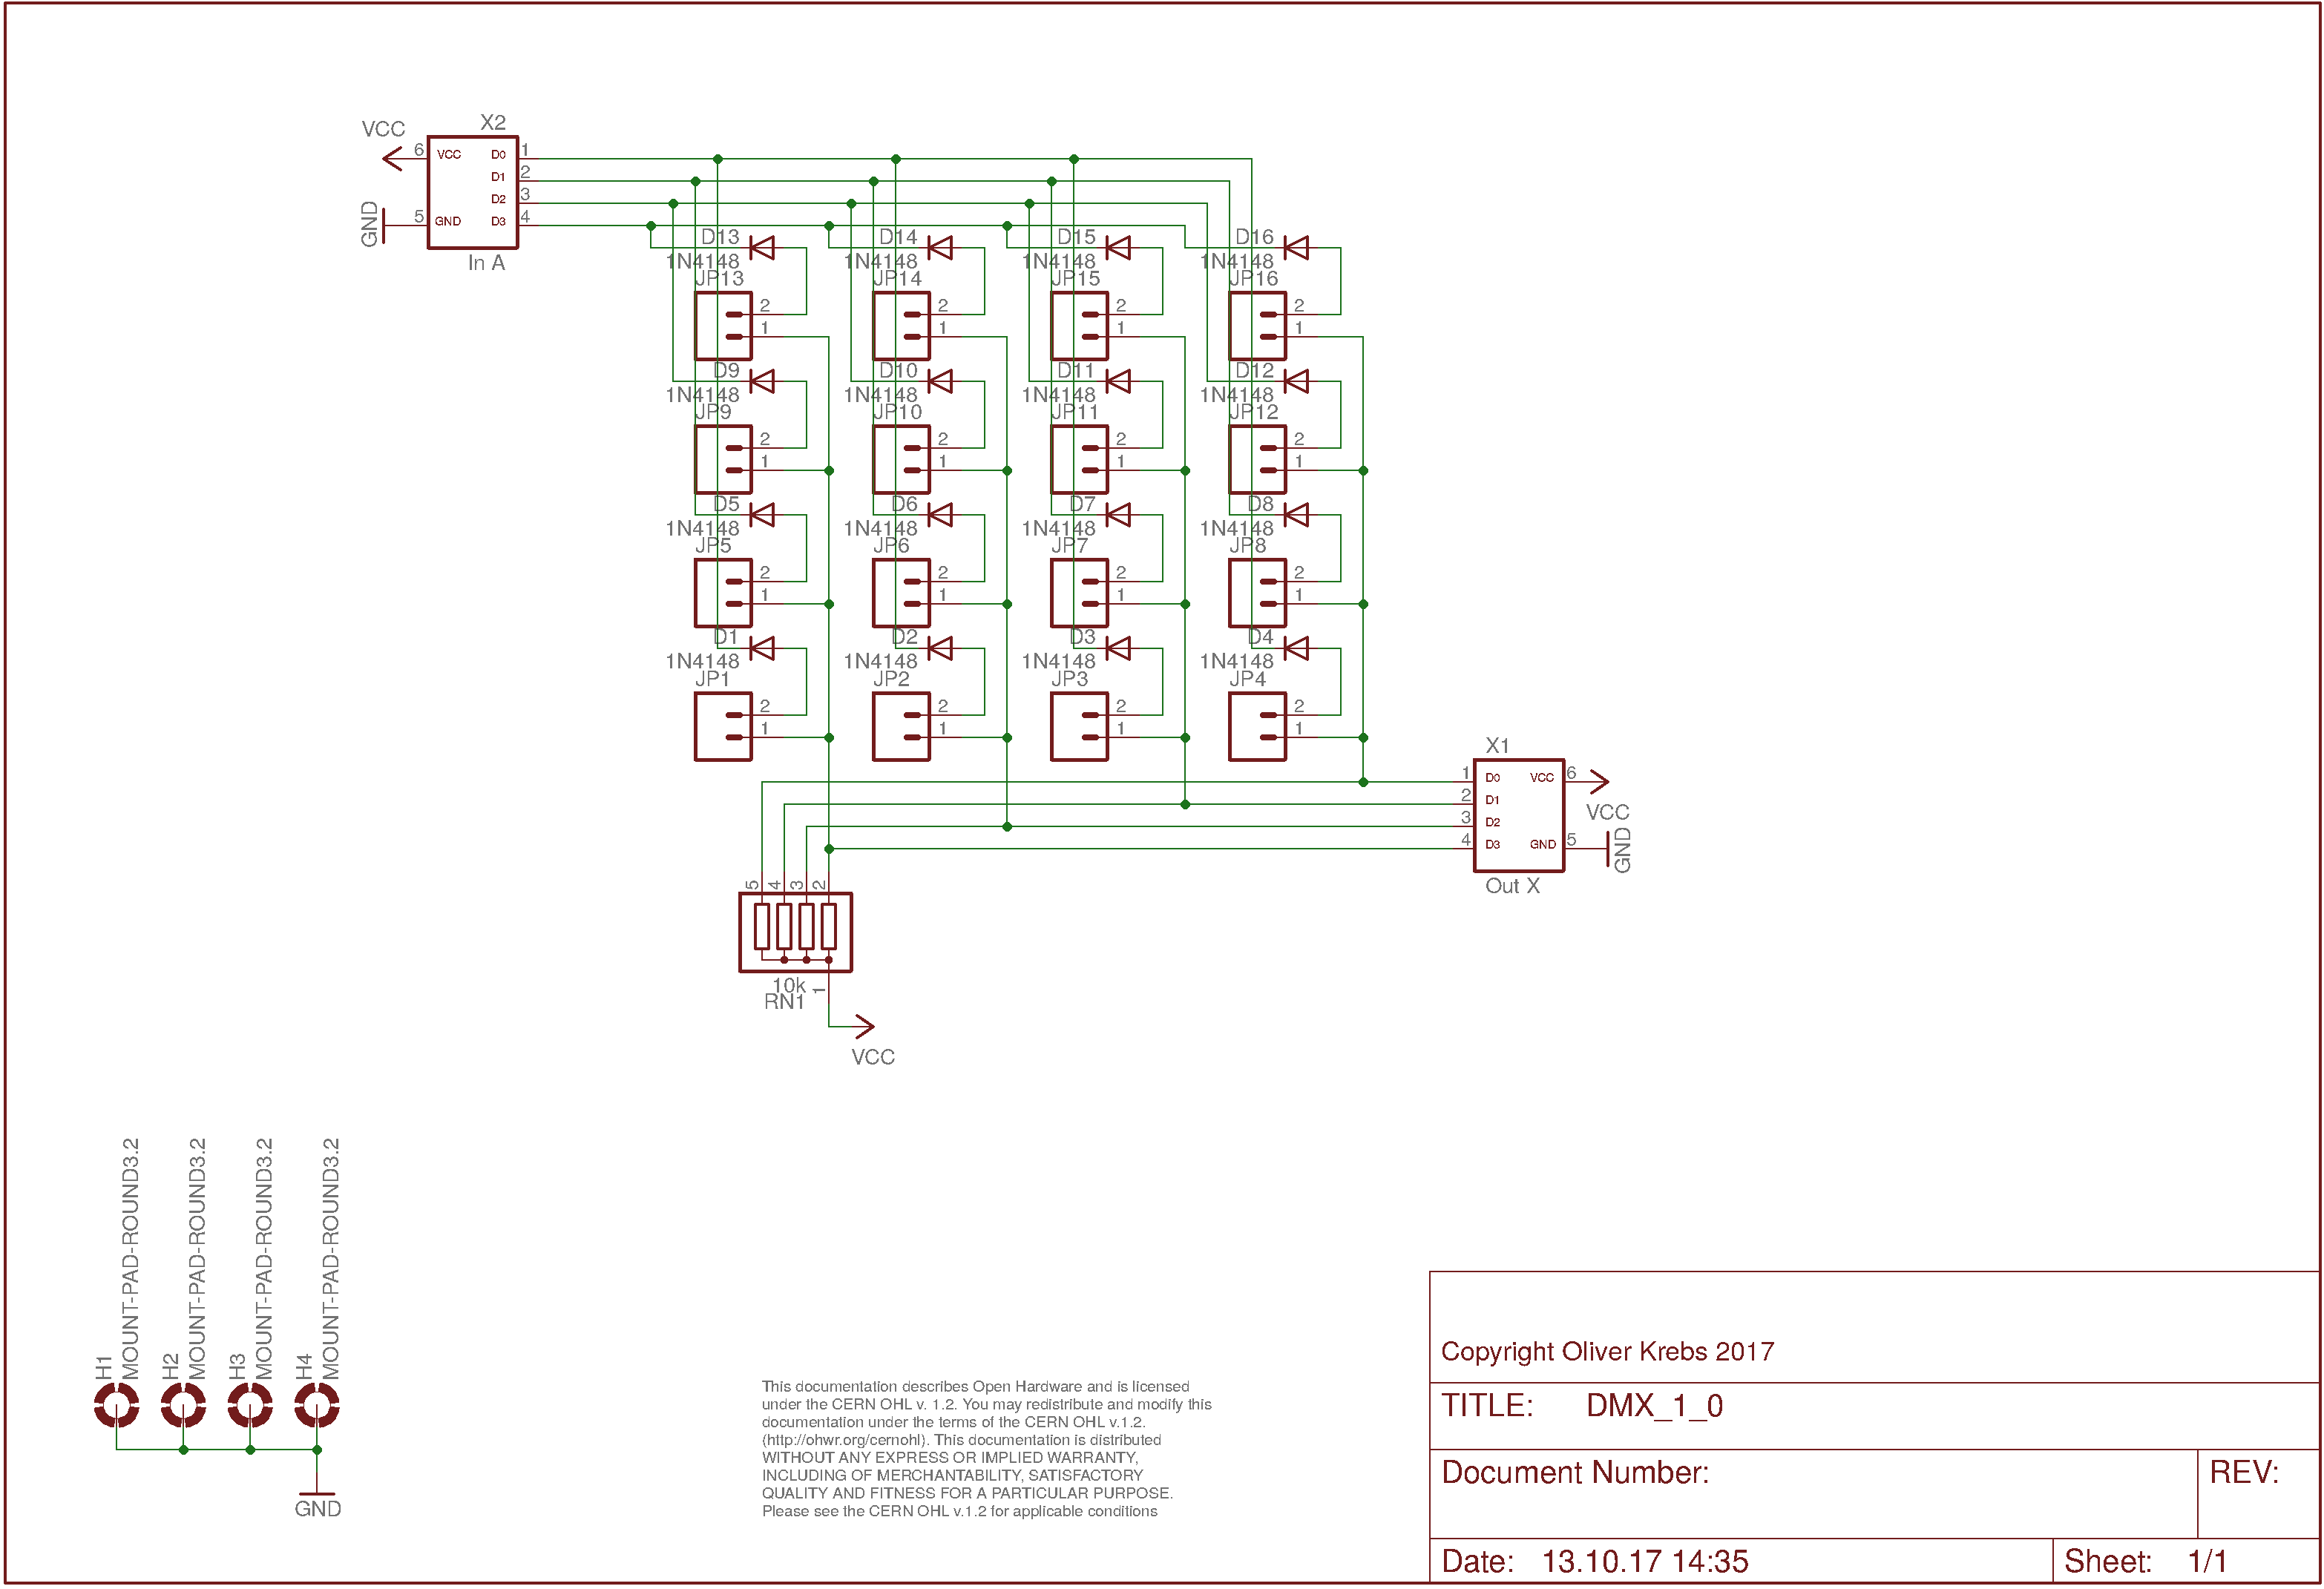 X2
VCC
6 VCC D0 1
D1 2
D2 3
GND 5 GND D3 4
In A
D13 D14 D15 D16
1N4148 1N4148 1N4148 1N4148
JP13 JP14 JP15 JP16
2 2 2 2
1 1 1 1
D9 D10 D11 D12
1N4148 1N4148 1N4148 1N4148
JP9 JP10 JP11 JP12
2 2 2 2
1 1 1 1
D5 D6 D7 D8
1N4148 1N4148 1N4148 1N4148
JP5 JP6 JP7 JP8
2 2 2 2
1 1 1 1
D1 D2 D3 D4
1N4148 1N4148 1N4148 1N4148
JP1 JP2 JP3 JP4
2 2 2 2
1 1 1 1
X1
1 D0 VCC 6
2 D1
VCC
3 D2
4 D3 GND 5 GND
Out X
5 4 3 2
10k
RN1 1
VCC
H1 MOUNT-PAD-ROUND3.2
H2 MOUNT-PAD-ROUND3.2
H3 MOUNT-PAD-ROUND3.2
H4 MOUNT-PAD-ROUND3.2
GND
This documentation describes Open Hardware and is licensed
under the CERN OHL v. 1.2. You may redistribute and modify this
documentation under the terms of the CERN OHL v.1.2.
(http://ohwr.org/cernohl). This documentation is distributed
WITHOUT ANY EXPRESS OR IMPLIED WARRANTY,
INCLUDING OF MERCHANTABILITY, SATISFACTORY
QUALITY AND FITNESS FOR A PARTICULAR PURPOSE.
Please see the CERN OHL v.1.2 for applicable conditions
Copyright Oliver Krebs 2017
TITLE: DMX_1_0
Document Number:
REV:
Date: 13.10.17 14:35
Sheet: 1/1